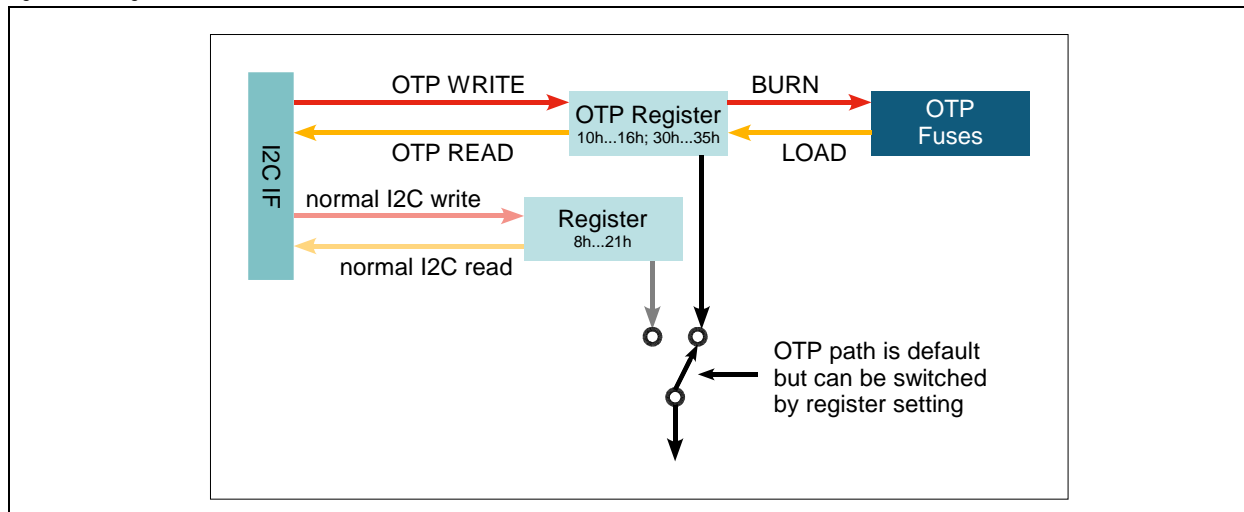 OTP WRITE
BURN
OTP Register
10h...16h; 30h...35h
OTP
Fuses
OTP READ
LOAD
I2C IF
normal I2C write
Register
8h...21h
normal I2C read
OTP path is default
but can be switched
by register setting